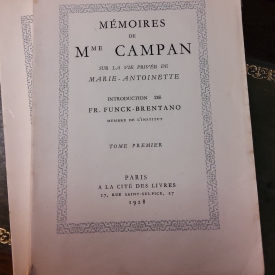 MÉMOIRES
DE
MME CAMPAN
SUR LA VIE PRIVÉE DE
MARIE-ANTOINETTE
INTRODUCTION DE
FR. FUNCK-BRENTANO
MEMBRE DE L'INSTITUT
TOME PREMIER
PARIS
A LA CITÉ DES LIVRES
27, RUE SAINT-SULPICE, 27
1928